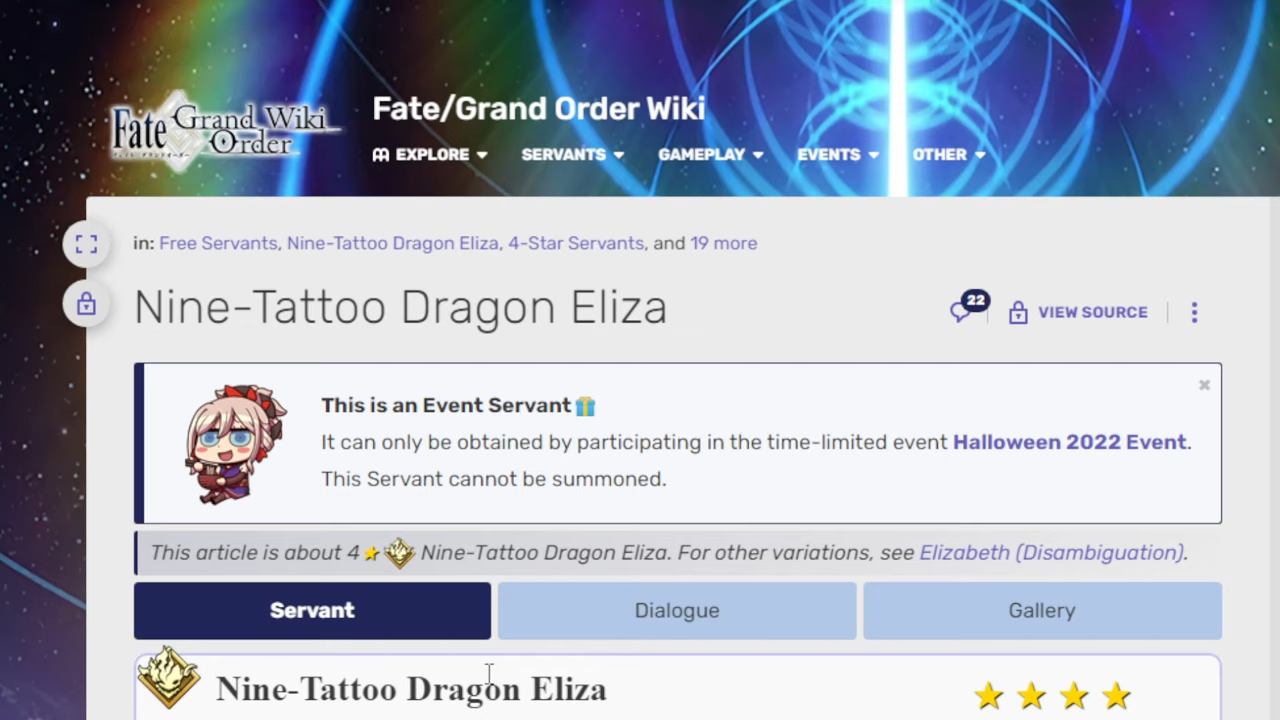 Fate Grand Wiki
Order
Fate/Grand Order Wiki
EXPLORE SERVANTS GAMEPLAY EVENTS OTHER
in: Free Servants, Nine-Tattoo Dragon Eliza, 4-Star Servants, and 19 more
Nine-Tattoo Dragon Eliza
22
VIEW SOURCE
This is an Event Servant
It can only be obtained by participating in the time-limited event Halloween 2022 Event.
This Servant cannot be summoned.
This article is about 4 Nine-Tattoo Dragon Eliza. For other variations, see Elizabeth (Disambiguation).
Servant Dialogue Gallery
Nine-Tattoo Dragon Eliza